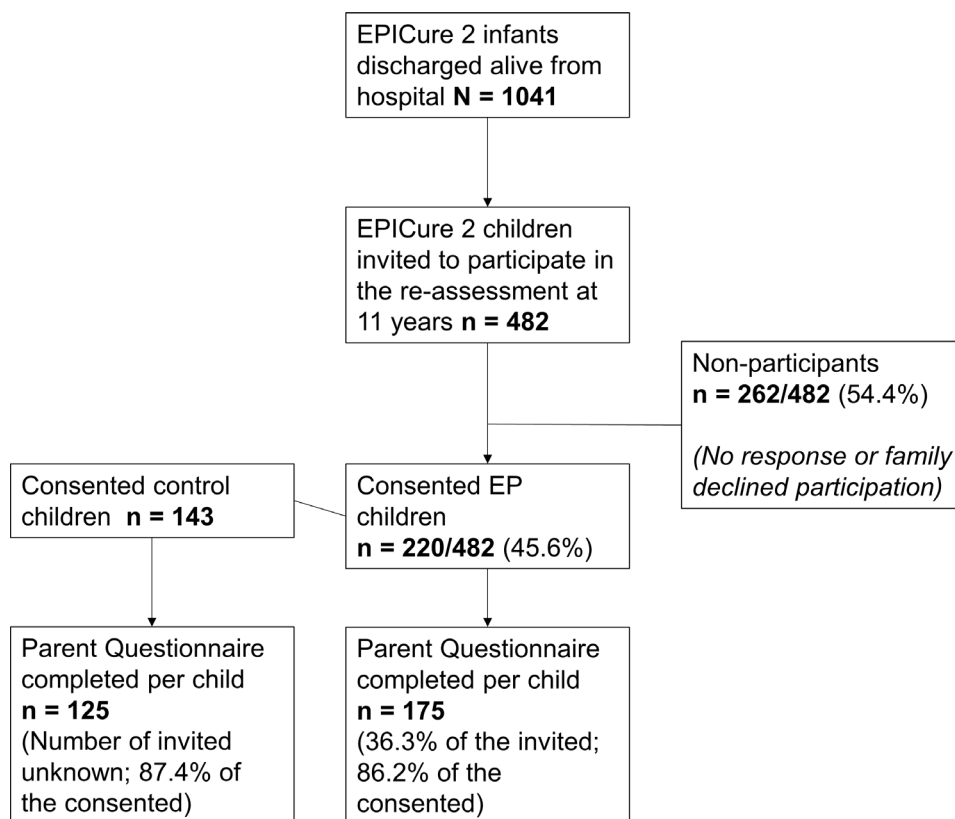 EPICure 2 infants
discharged alive from
hospital N = 1041
EPICure 2 children
invited to participate in
the re-assessment at
11 years n = 482
Non-participants
n = 262/482 (54.4%)
(No response or family
declined participation)
Consented control
children n = 143
Consented EP
children
n = 220/482 (45.6%)
Parent Questionnaire
completed per child
n = 125
(Number of invited
unknown; 87.4% of
the consented)
Parent Questionnaire
completed per child
n = 175
(36.3% of the invited;
86.2% of the
consented)